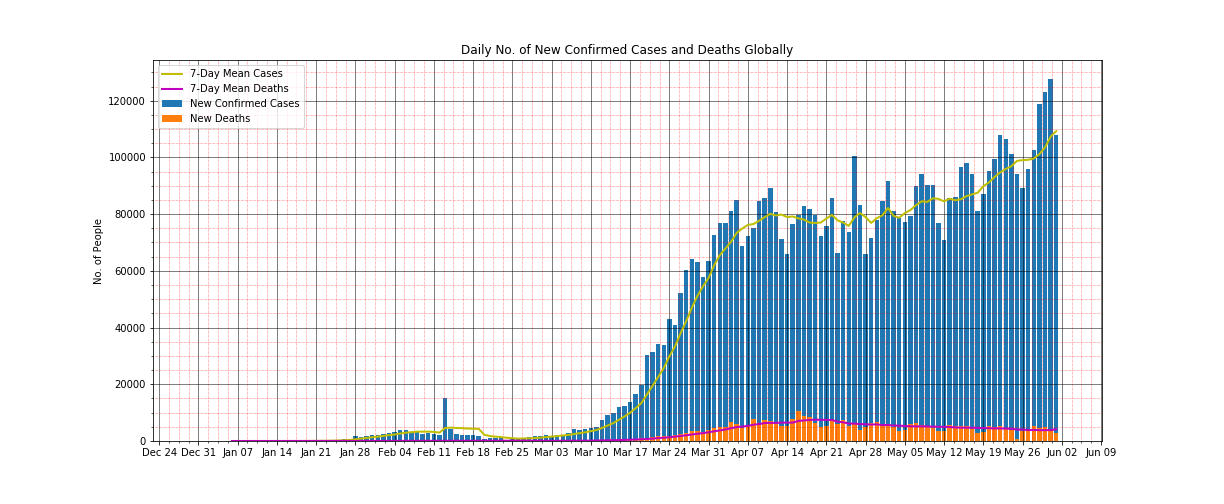 Daily No. of New Confirmed Cases and Deaths Globally
7-Day Mean Cases
7-Day Mean Deaths
New Confirmed Cases
New Deaths
No. of People
120000
100000
80000
60000
40000
20000
0
Dec 24 Dec 31 Jan 07 Jan 14 Jan 21 Jan 28 Feb 04 Feb 11 Feb 18 Feb 25 Mar 03 Mar 10 Mar 17 Mar 24 Mar 31 Apr 07 Apr 14 Apr 21 Apr 28 May 05 May 12 May 19 May 26 Jun 02 Jun 09